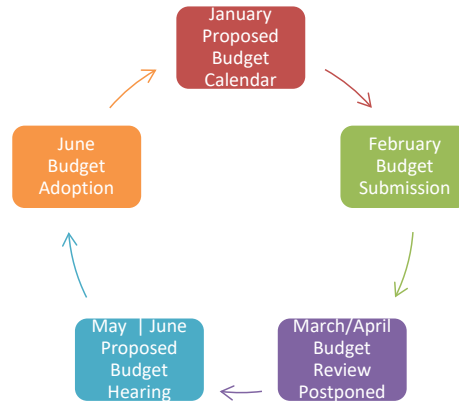 January
Proposed
Budget
Calendar
February
Budget
Submission
March/April
Budget
Review
Postponed
May | June
Proposed
Budget
Hearing
June
Budget
Adoption